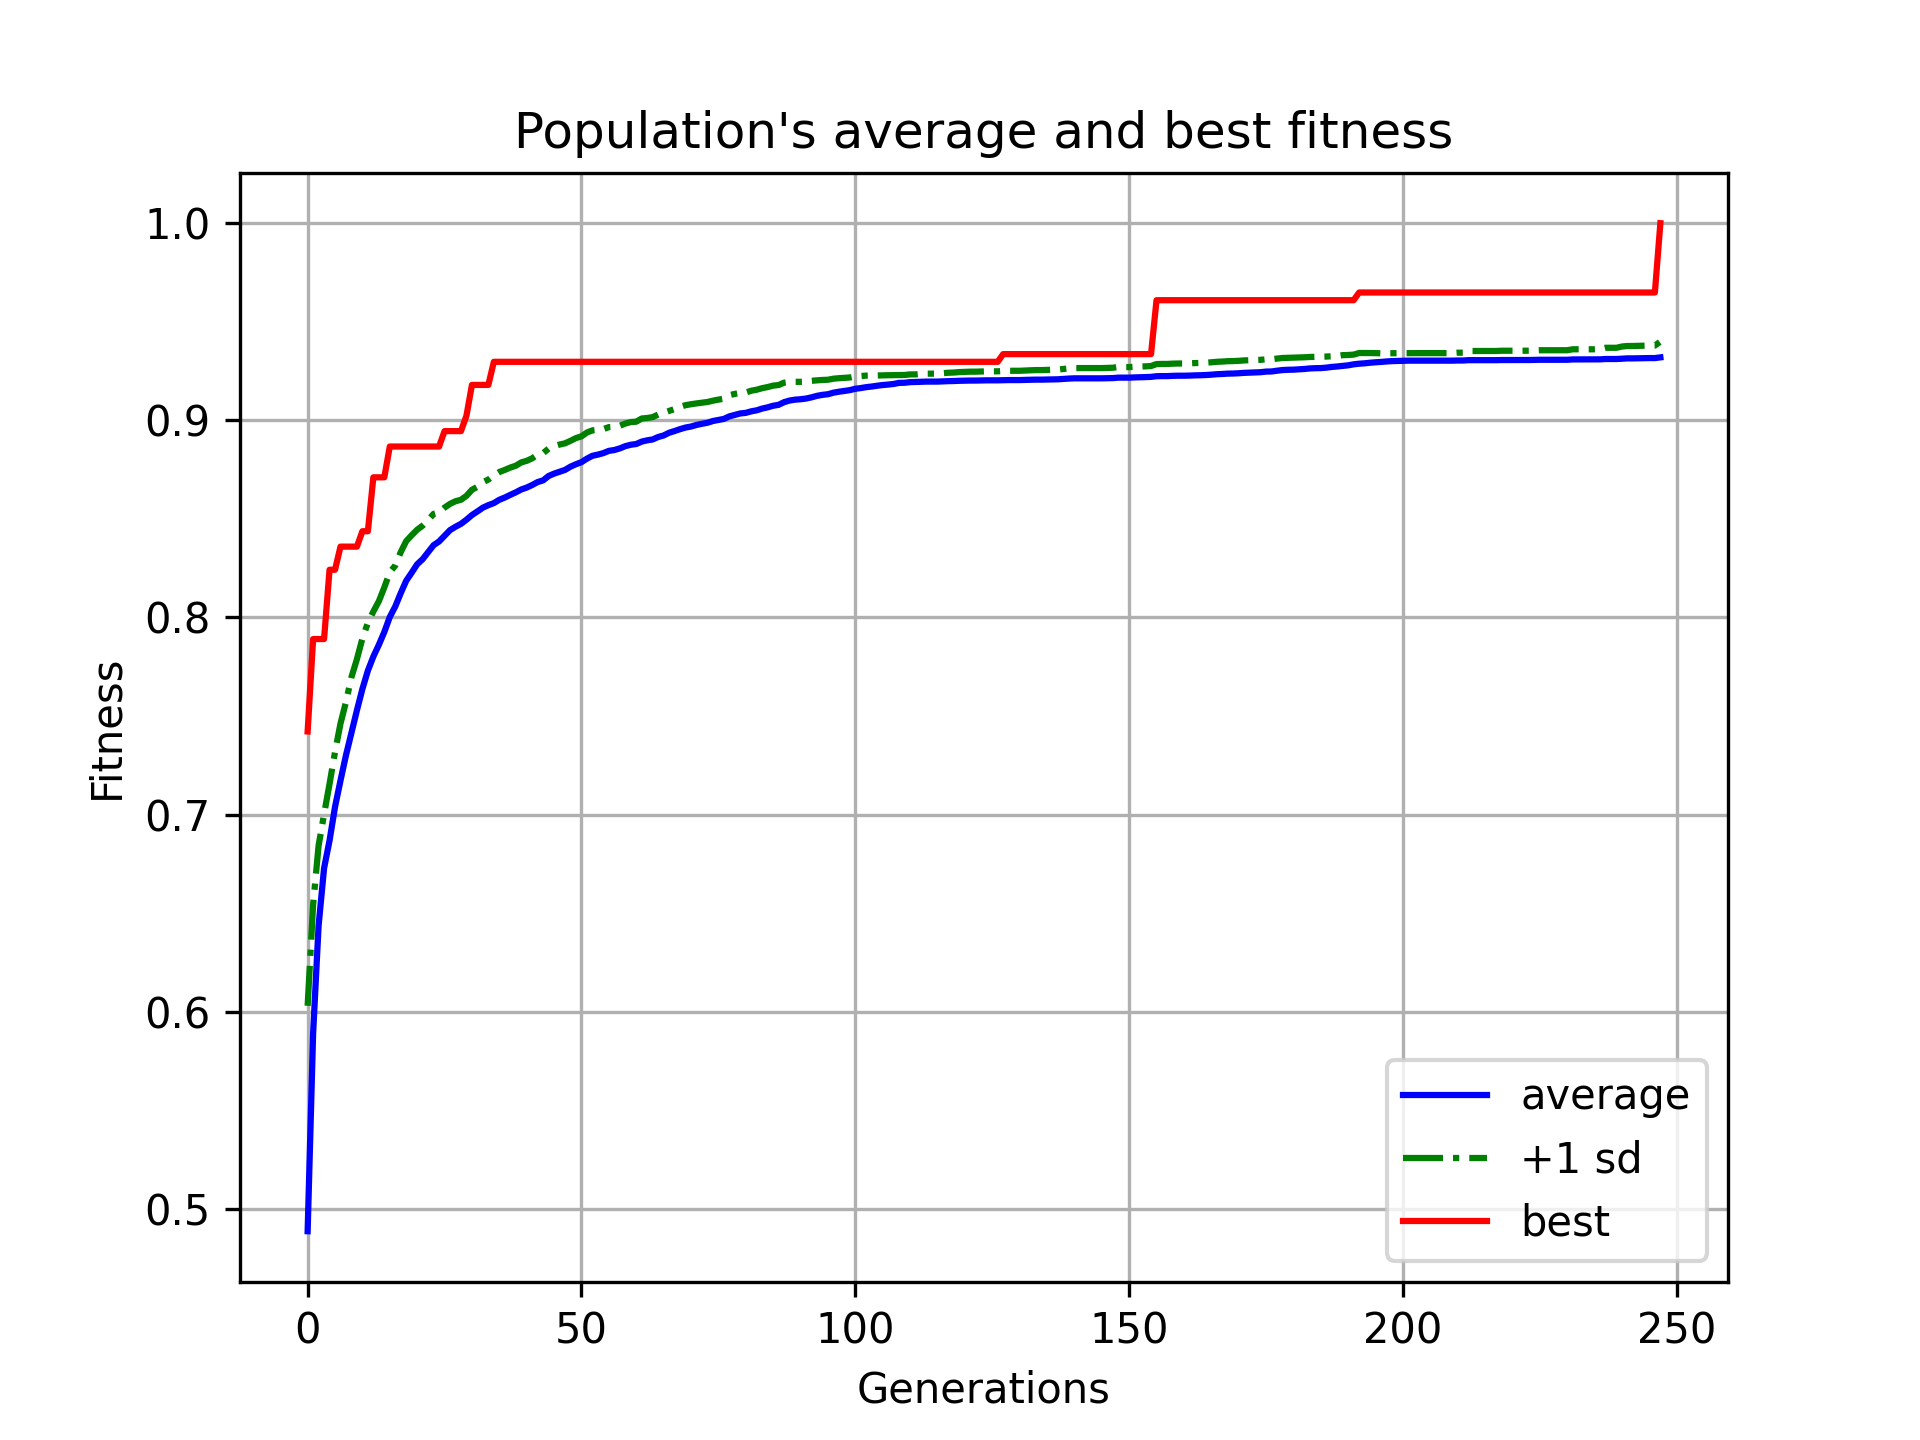 Population's average and best fitness
1.0
0.9
0.8
0.7
0.6
0.5
Fitness
average
+1 sd
best
0 50 100 150 200 250
Generations